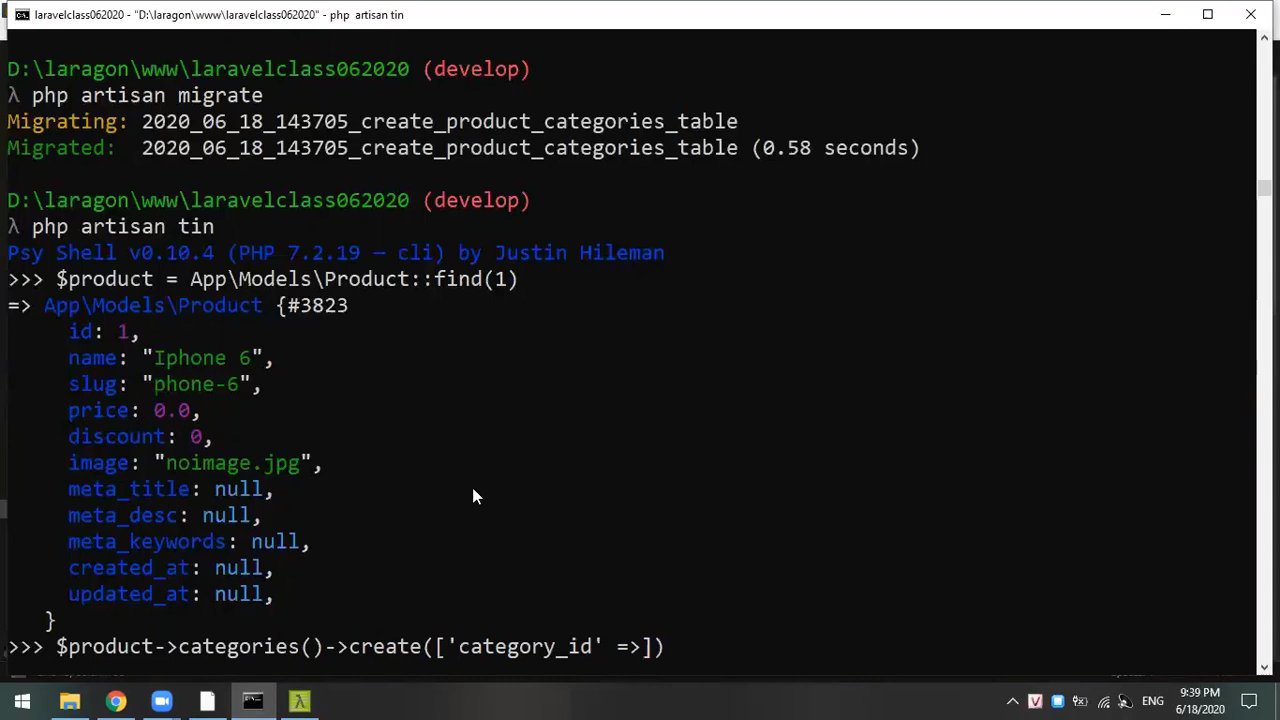 laravelclass062020 - "D:\laragon\www\laravelclass062020" - php  artisan tin
D:\laragon\www\laravelclass062020 (develop)
λ php artisan migrate
Migrating: 2020_06_18_143705_create_product_categories_table
Migrated:  2020_06_18_143705_create_product_categories_table (0.58 seconds)
D:\laragon\www\laravelclass062020 (develop)
λ php artisan tin
Psy Shell v0.10.4 (PHP 7.2.19 — cli) by Justin Hileman
>>> $product = App\Models\Product::find(1)
=> App\Models\Product {#3823
id: 1,
name: "Iphone 6",
slug: "phone-6",
price: 0.0,
discount: 0,
image: "noimage.jpg",
meta_title: null,
meta_desc: null,
meta_keywords: null,
created_at: null,
updated_at: null,
}
>>> $product->categories()->create(['category_id' =>])
ENG
9:39 PM
6/18/2020